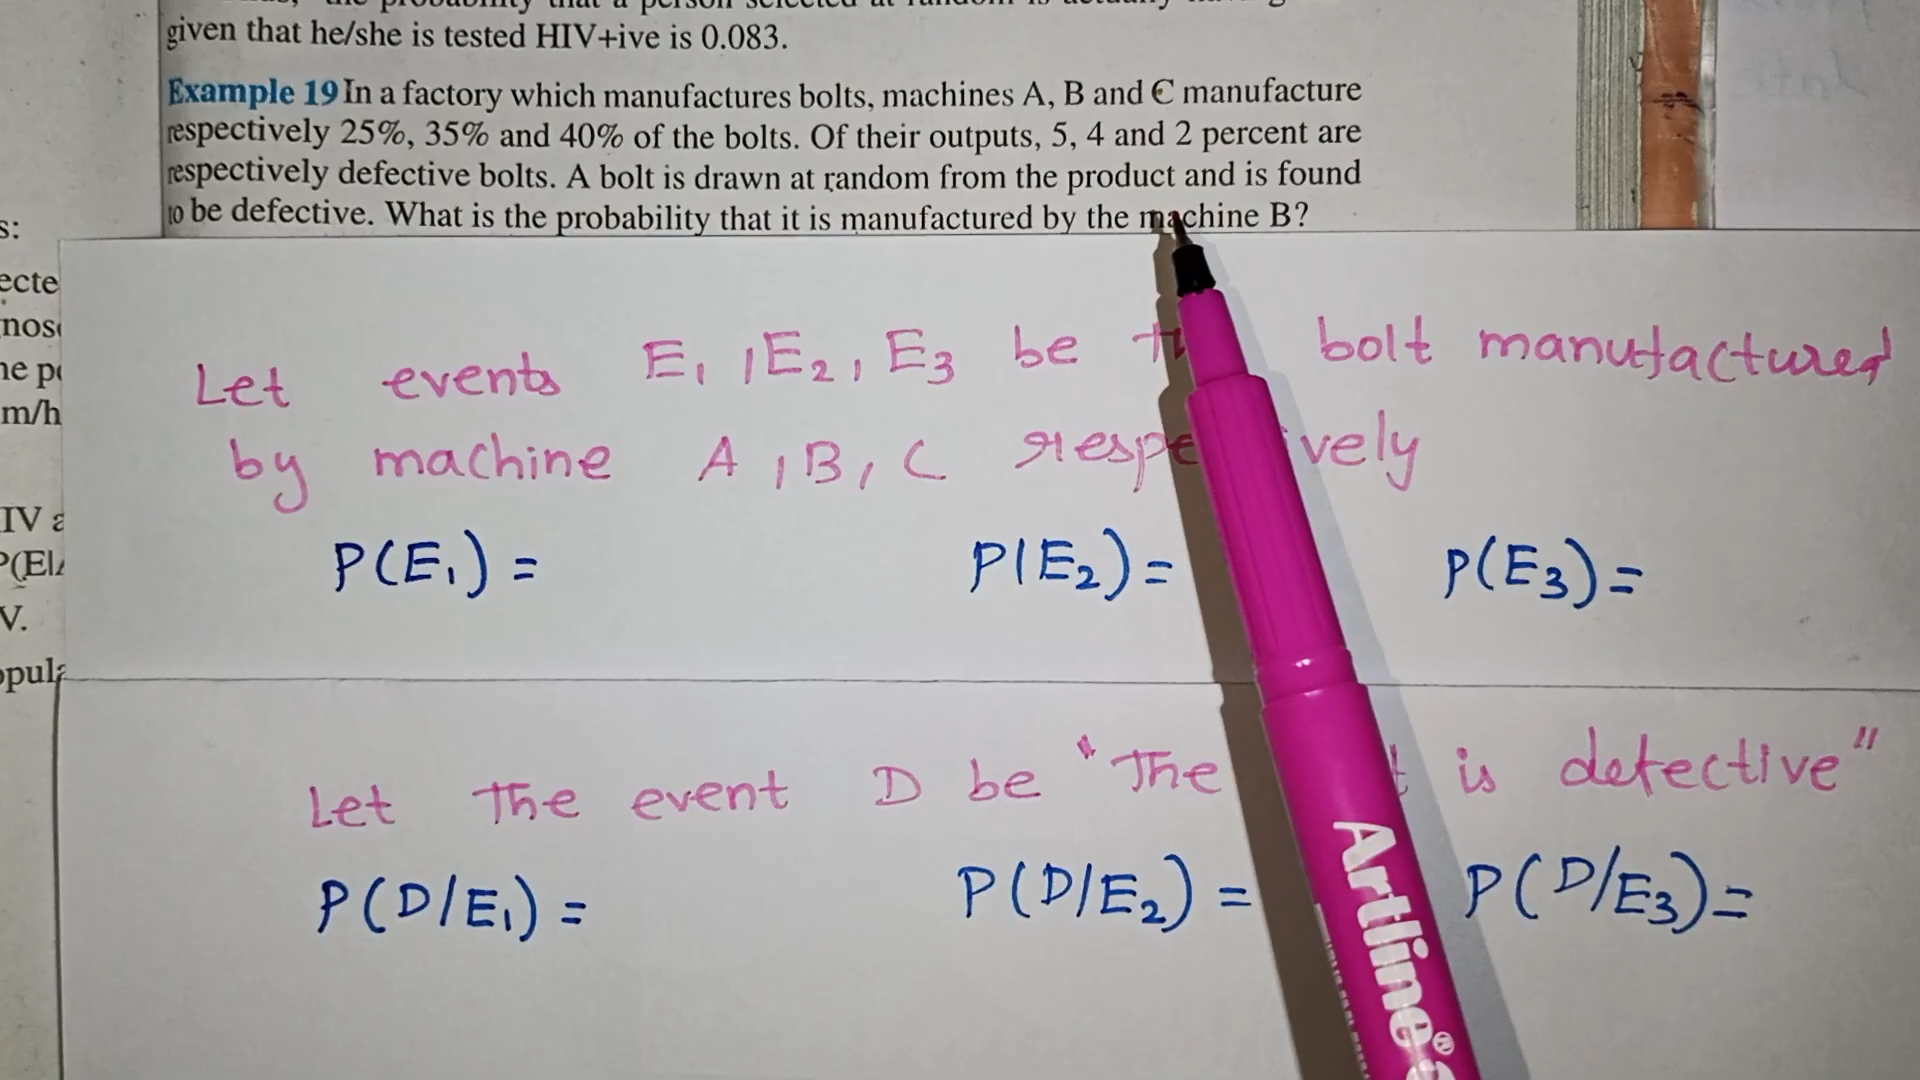 given that he/she is tested HIV+ive is 0.083.
Example 19 In a factory which manufactures bolts, machines A, B and C manufacture
respectively 25%, 35% and 40% of the bolts. Of their outputs, 5, 4 and 2 percent are
respectively defective bolts. A bolt is drawn at random from the product and is found
to be defective. What is the probability that it is manufactured by the machine B?
s:
ecte
nos
ne p
m/h
IV a
P(E|A
V.
opula
Let events E₁, E₂, E₃ be bolt manufactured
by machine A, B, C respectively
P(E₁) = P(E₂) = P(E₃) =
Let The event D be "The is defective"
P(D/E₁) = P(D/E₂) = P(D/E₃) =
Artline®